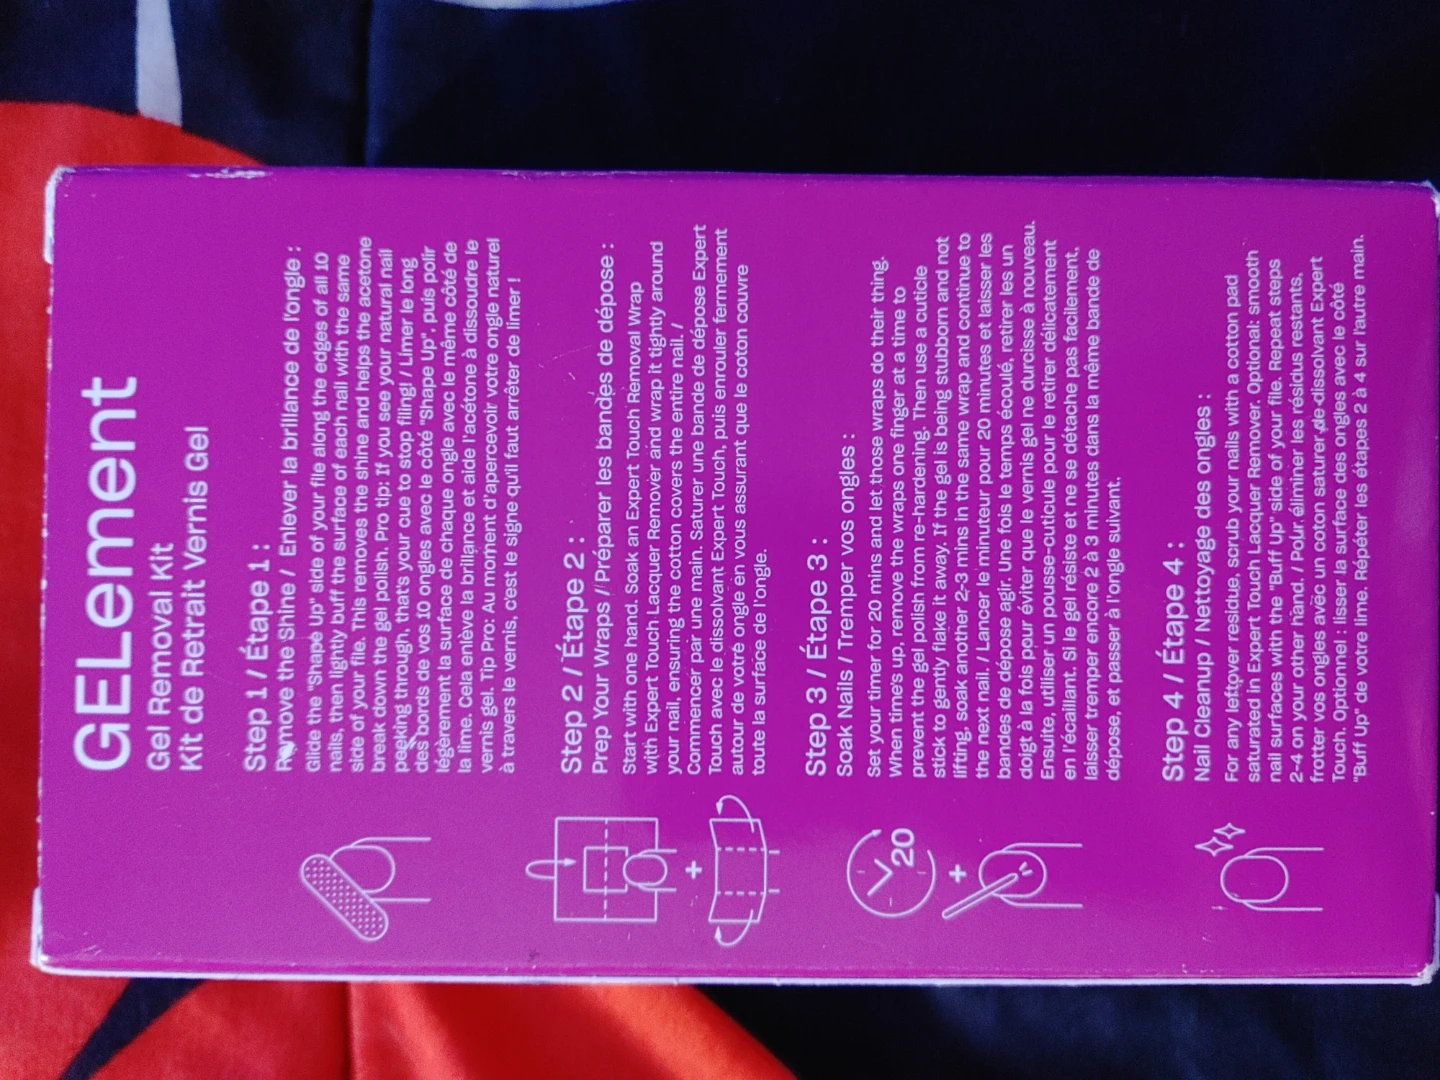 GELement
Gel Removal Kit
Kit de Retrait Vernis Gel
Step 1 / Étape 1 :
Remove the Shine / Enlever la brillance de l'ongle :
Glide the "Shape Up" side of your file along the edges of all 10
nails, then lightly buff the surface of each nail with the same
side of your file. This removes the shine and helps the acetone
break down the gel polish. Pro tip: If you see your natural nail
peeking through, that's your cue to stop filing! / Limer le long
des bords de vos 10 ongles avec le côté "Shape Up", puis polir
légèrement la surface de chaque ongle avec le même côté de
la lime. Cela enlève la brillance et aide l'acétone à dissoudre le
vernis gel. Tip Pro: Au moment d'apercevoir votre ongle naturel
à travers le vernis, c'est le signe qu'il faut arrêter de limer !
Step 2 / Étape 2 :
Prep Your Wraps / Préparer les bandes de dépose :
Start with one hand. Soak an Expert Touch Removal Wrap
with Expert Touch Lacquer Remover and wrap it tightly around
your nail, ensuring the cotton covers the entire nail. /
Commencer par une main. Saturer une bande de dépose Expert
Touch avec le dissolvant Expert Touch, puis enrouler fermement
autour de votre ongle en vous assurant que le coton couvre
toute la surface de l'ongle.
Step 3 / Étape 3 :
Soak Nails / Tremper vos ongles :
Set your timer for 20 mins and let those wraps do their thing.
When time's up, remove the wraps one finger at a time to
prevent the gel polish from re-hardening. Then use a cuticle
stick to gently flake it away. If the gel is being stubborn and not
lifting, soak another 2-3 mins in the same wrap and continue to
the next nail. / Lancer le minuteur pour 20 minutes et laisser les
bandes de dépose agir. Une fois le temps écoulé, retirer les un
doigt à la fois pour éviter que le vernis gel ne durcisse à nouveau.
Ensuite, utiliser un pousse-cuticule pour le retirer délicatement
en l'écaillant. Si le gel résiste et ne se détache pas facilement,
laisser tremper encore 2 à 3 minutes dans la même bande de
dépose, et passer à l'ongle suivant.
20
Step 4 / Étape 4 :
Nail Cleanup / Nettoyage des ongles :
For any leftover residue, scrub your nails with a cotton pad
saturated in Expert Touch Lacquer Remover. Optional: smooth
nail surfaces with the "Buff Up" side of your file. Repeat steps
2-4 on your other hand. / Pour éliminer les résidus restants,
frotter vos ongles avec un coton saturer de dissolvant Expert
Touch. Optionnel : lisser la surface des ongles avec le côté
"Buff Up" de votre lime. Répéter les étapes 2 à 4 sur l'autre main.